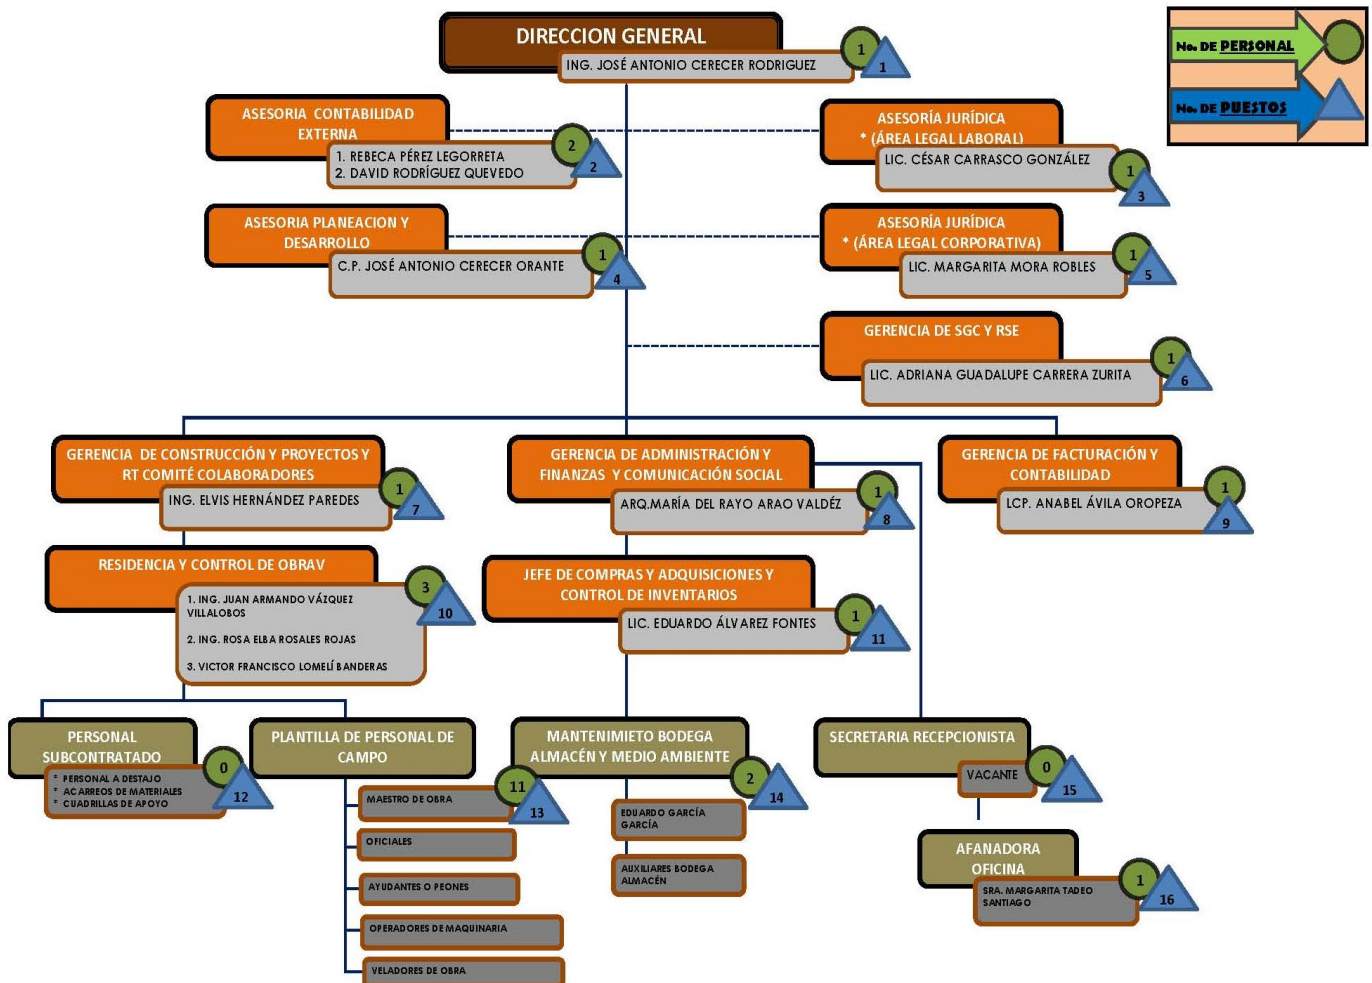 DIRECCION GENERAL
ING. JOSÉ ANTONIO CERECER RODRIGUEZ
1
1
No. DE PERSONAL
No. DE PUESTOS
ASESORIA CONTABILIDAD
EXTERNA
1. REBECA PÉREZ LEGORRETA
2. DAVID RODRÍGUEZ QUEVEDO
2
2
ASESORÍA JURÍDICA
* (ÁREA LEGAL LABORAL)
LIC. CÉSAR CARRASCO GONZÁLEZ
1
3
ASESORIA PLANEACION Y
DESARROLLO
C.P. JOSÉ ANTONIO CERECER ORANTE
1
4
ASESORÍA JURÍDICA
* (ÁREA LEGAL CORPORATIVA)
LIC. MARGARITA MORA ROBLES
1
5
GERENCIA DE SGC Y RSE
LIC. ADRIANA GUADALUPE CARRERA ZURITA
1
6
GERENCIA DE CONSTRUCCIÓN Y PROYECTOS Y
RT COMITÉ COLABORADORES
ING. ELVIS HERNÁNDEZ PAREDES
1
7
GERENCIA DE ADMINISTRACIÓN Y
FINANZAS Y COMUNICACIÓN SOCIAL
ARQ.MARÍA DEL RAYO ARAO VALDÉZ
1
8
GERENCIA DE FACTURACIÓN Y
CONTABILIDAD
LCP. ANABEL ÁVILA OROPEZA
1
9
RESIDENCIA Y CONTROL DE OBRAV
1. ING. JUAN ARMANDO VÁZQUEZ
VILLALOBOS
2. ING. ROSA ELBA ROSALES ROJAS
3. VICTOR FRANCISCO LOMELÍ BANDERAS
3
10
JEFE DE COMPRAS Y ADQUISICIONES Y
CONTROL DE INVENTARIOS
LIC. EDUARDO ÁLVAREZ FONTES
1
11
PERSONAL
SUBCONTRATADO
* PERSONAL A DESTAJO
* ACARREOS DE MATERIALES
* CUADRILLAS DE APOYO
0
12
PLANTILLA DE PERSONAL DE
CAMPO
MAESTRO DE OBRA
11
13
OFICIALES
AYUDANTES O PEONES
OPERADORES DE MAQUINARIA
VELADORES DE OBRA
MANTENIMIETO BODEGA
ALMACÉN Y MEDIO AMBIENTE
2
14
EDUARDO GARCÍA
GARCÍA
AUXILIARES BODEGA
ALMACÉN
SECRETARIA RECEPCIONISTA
VACANTE
0
15
AFANADORA
OFICINA
SRA. MARGARITA TADEO
SANTIAGO
1
16